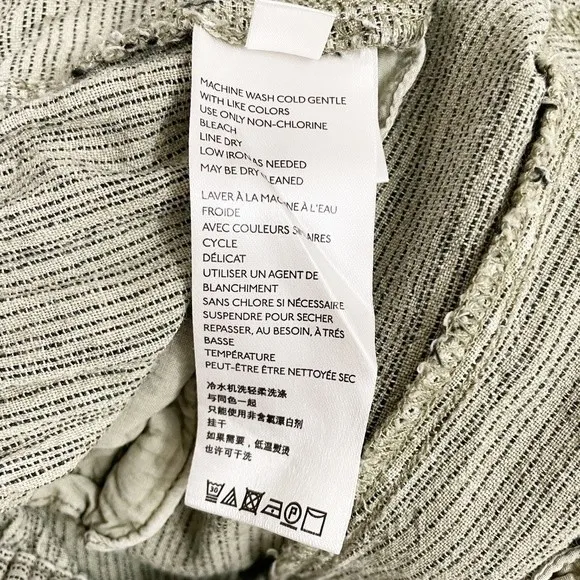 MACHINE WASH COLD GENTLE
WITH LIKE COLORS
USE ONLY NON-CHLORINE
BLEACH
LINE DRY
LOW IRON AS NEEDED
MAY BE DRY
LAVER À LA MACHINE À L'EAU
FROIDE
AVEC COULEURS
CYCLE
DÉLICAT
UTILISER UN AGENT DE
BLANCHIMENT
SANS CHLORE SI NÉCESSAIRE
SUSPENDRE POUR SECHER
REPASSER, AU BESOIN, À TRÉS
BASSE
TEMPÉRATURE
PEUT-ÊTRE ÊTRE NETTOYÉE SEC
冷水机洗轻柔洗涤
与同色一起
只能使用非含氯漂白剂
挂干
如果需要，低温熨烫
也许可干洗
30 P